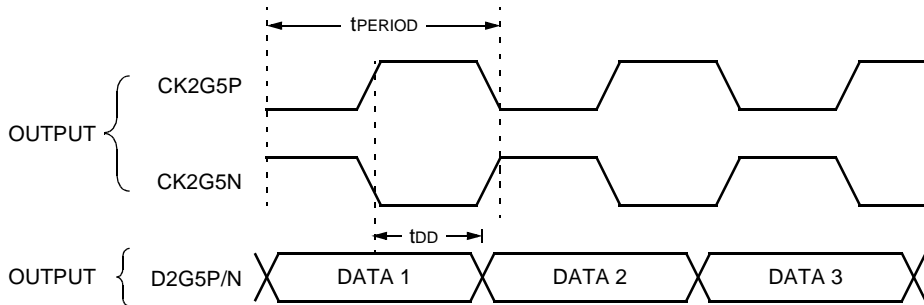 tPERIOD
CK2G5P
OUTPUT
CK2G5N
tDD
OUTPUT D2G5P/N DATA 1 DATA 2 DATA 3